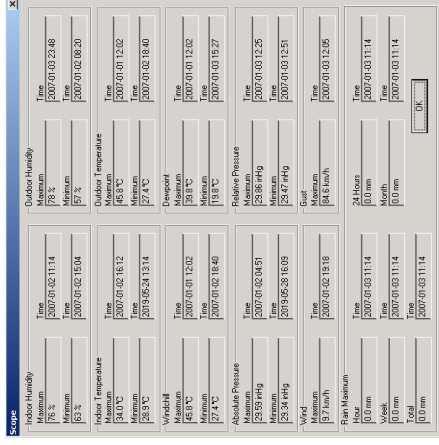 Scope
Indoor Humidity
Maximum Time
76 % 2007-01-02 11:14
Minimum Time
63 % 2007-01-02 15:04
Outdoor Humidity
Maximum Time
78 % 2007-01-03 23:48
Minimum Time
57 % 2007-01-02 08:20
Indoor Temperature
Maximum Time
34.0 °C 2007-01-02 16:12
Minimum Time
28.9 °C 2019-05-24 13:14
Outdoor Temperature
Maximum Time
45.8 °C 2007-01-01 12:02
Minimum Time
27.4 °C 2007-01-02 18:40
Windchill
Maximum Time
45.8 °C 2007-01-01 12:02
Minimum Time
27.4 °C 2007-01-02 18:40
Dewpoint
Maximum Time
39.8 °C 2007-01-01 12:02
Minimum Time
19.8 °C 2007-01-03 15:27
Absolute Pressure
Maximum Time
29.59 inHg 2007-01-02 04:51
Minimum Time
29.34 inHg 2019-05-28 16:09
Relative Pressure
Maximum Time
29.86 inHg 2007-01-03 12:25
Minimum Time
29.47 inHg 2007-01-03 12:51
Wind
Maximum Time
9.7 km/h 2007-01-02 19:18
Gust
Maximum Time
84.6 km/h 2007-01-03 12:05
Rain Maximum
Hour Time
0.0 mm 2007-01-03 11:14
24 Hours Time
0.0 mm 2007-01-03 11:14
Week Time
0.0 mm 2007-01-03 11:14
Month Time
0.0 mm 2007-01-03 11:14
Total Time
0.0 mm 2007-01-03 11:14
OK